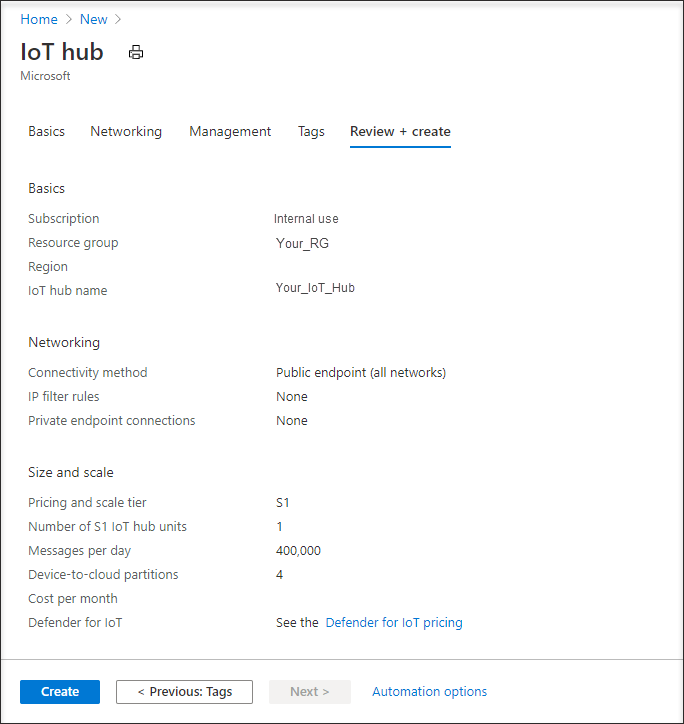 Home > New >
IoT hub
Microsoft
Basics Networking Management Tags Review + create
Basics
Subscription Internal use
Resource group Your_RG
Region
IoT hub name Your_IoT_Hub
Networking
Connectivity method Public endpoint (all networks)
IP filter rules None
Private endpoint connections None
Size and scale
Pricing and scale tier S1
Number of S1 IoT hub units 1
Messages per day 400,000
Device-to-cloud partitions 4
Cost per month
Defender for IoT See the Defender for IoT pricing
Create < Previous: Tags Next > Automation options